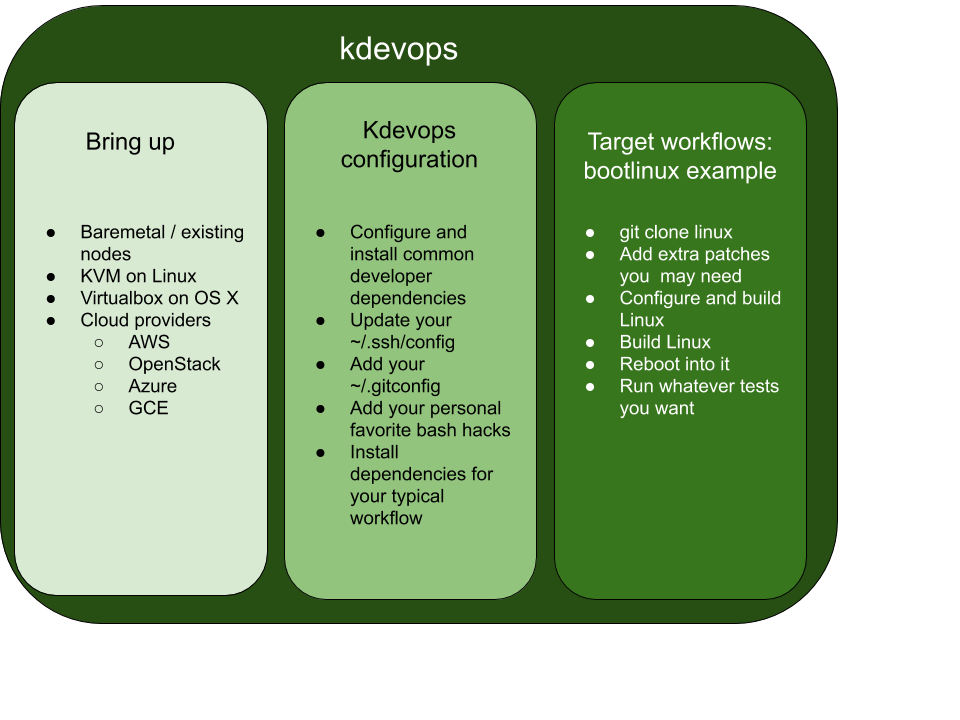 kdevops
Bring up
● Baremetal / existing
nodes
● KVM on Linux
● Virtualbox on OS X
● Cloud providers
○ AWS
○ OpenStack
○ Azure
○ GCE
Kdevops
configuration
● Configure and
install common
developer
dependencies
● Update your
~/.ssh/config
● Add your
~/.gitconfig
● Add your personal
favorite bash hacks
● Install
dependencies for
your typical
workflow
Target workflows:
bootlinux example
● git clone linux
● Add extra patches
you  may need
● Configure and build
Linux
● Build Linux
● Reboot into it
● Run whatever tests
you want